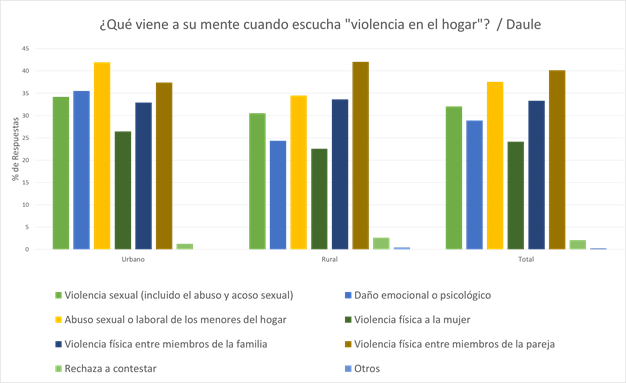 ¿Qué viene a su mente cuando escucha "violencia en el hogar"? / Daule
% de Respuestas
45
40
35
30
25
20
15
10
5
0
Urbano Rural Total
Violencia sexual (incluido el abuso y acoso sexual) Daño emocional o psicológico
Abuso sexual o laboral de los menores del hogar Violencia física a la mujer
Violencia física entre miembros de la familia Violencia física entre miembros de la pareja
Rechaza a contestar Otros